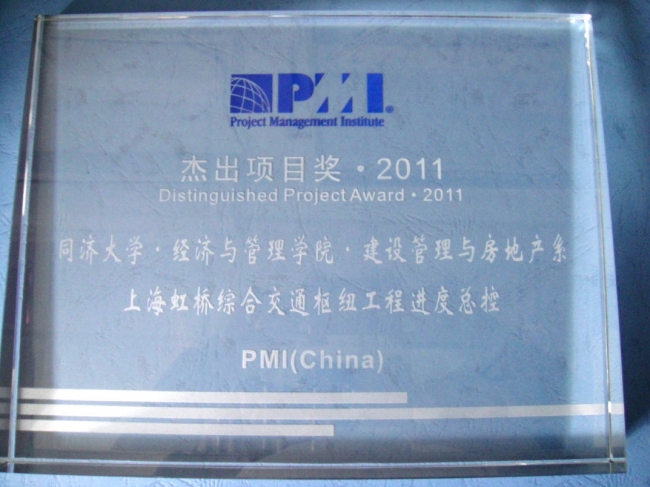 PMI®
Project Management Institute
杰出项目奖·2011
Distinguished Project Award·2011
同济大学·经济与管理学院·建设管理与房地产系
上海虹桥综合交通枢纽工程进度总控
PMI(China)